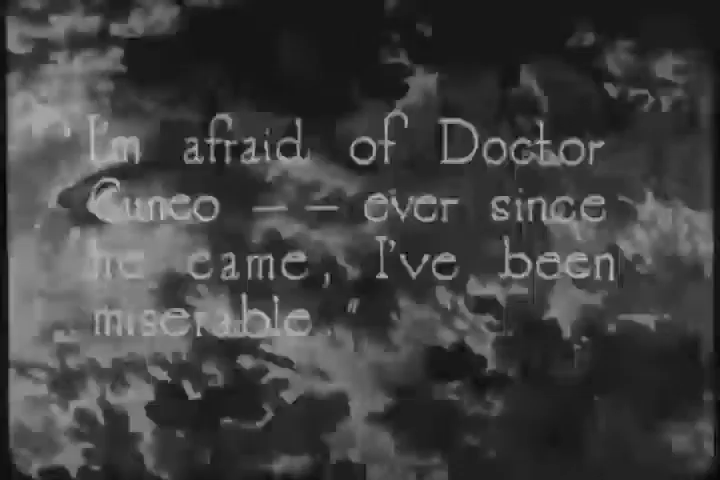 "I'm afraid of Doctor
Cuneo -- ever since
he came, I've been
miserable."